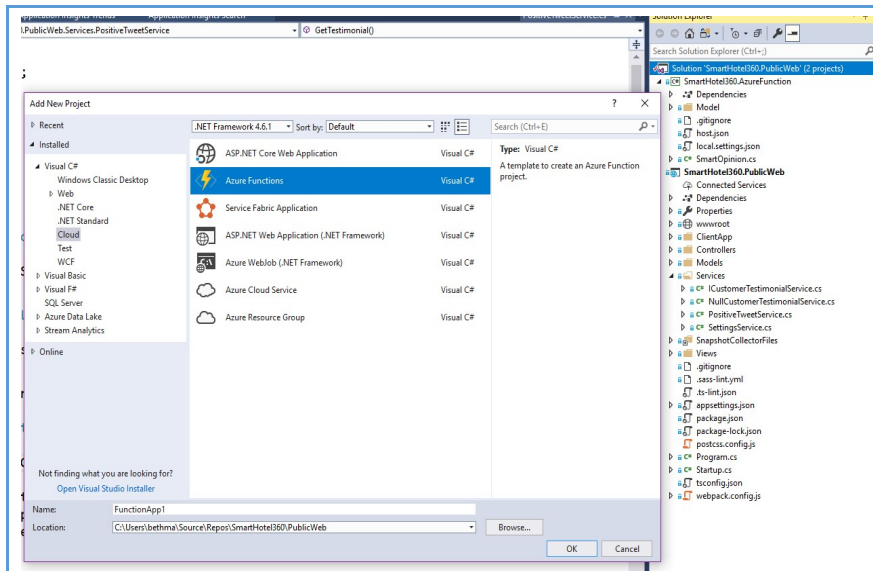 .PublicWeb.Services.PositiveTweetService
GetTestimonial()
;
Add New Project
? X
Recent
Installed
Visual C#
Windows Classic Desktop
Web
.NET Core
.NET Standard
Cloud
Test
WCF
Visual Basic
Visual F#
SQL Server
Azure Data Lake
Stream Analytics
Online
Not finding what you are looking for?
Open Visual Studio Installer
.NET Framework 4.6.1 Sort by: Default
Search (Ctrl+E)
ASP.NET Core Web Application Visual C#
Azure Functions Visual C#
Service Fabric Application Visual C#
ASP.NET Web Application (.NET Framework) Visual C#
Azure WebJob (.NET Framework) Visual C#
Azure Cloud Service Visual C#
Azure Resource Group Visual C#
Type: Visual C#
A template to create an Azure Function
project.
Name: FunctionApp1
Location: C:\Users\bethma\Source\Repos\SmartHotel360\PublicWeb
Browse...
OK Cancel
Solution Explorer
Search Solution Explorer (Ctrl+;)
Solution 'SmartHotel360.PublicWeb' (2 projects)
C# SmartHotel360.AzureFunction
Dependencies
Model
.gitignore
host.json
local.settings.json
C# SmartOpinion.cs
SmartHotel360.PublicWeb
Connected Services
Dependencies
Properties
wwwroot
ClientApp
Controllers
Models
Services
C# ICustomerTestimonialService.cs
C# NullCustomerTestimonialService.cs
C# PositiveTweetService.cs
C# SettingsService.cs
SnapshotCollectorFiles
Views
.gitignore
.sass-lint.yml
.ts-lint.json
appsettings.json
package.json
package-lock.json
postcss.config.js
C# Program.cs
C# Startup.cs
tsconfig.json
webpack.config.js